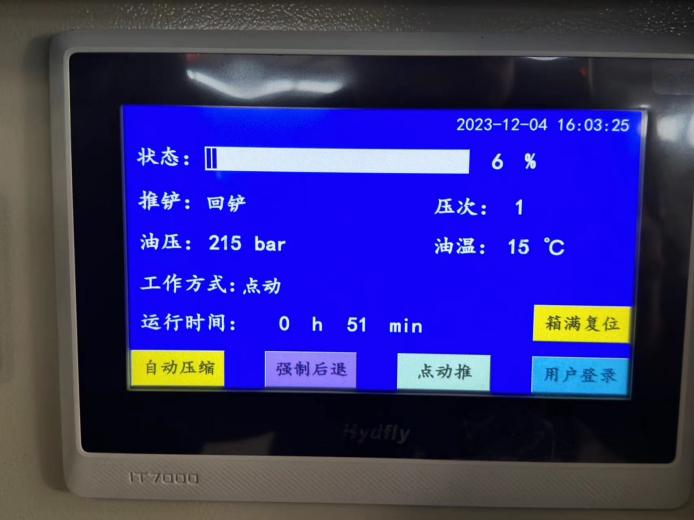 2023-12-04 16:03:25
状态: 6 %
推铲: 回铲 压次: 1
油压: 215 bar 油温: 15 ℃
工作方式:点动
运行时间: 0 h 51 min
箱满复位
自动压缩 强制后退 点动推 用户登录
Hydfly
IT7000